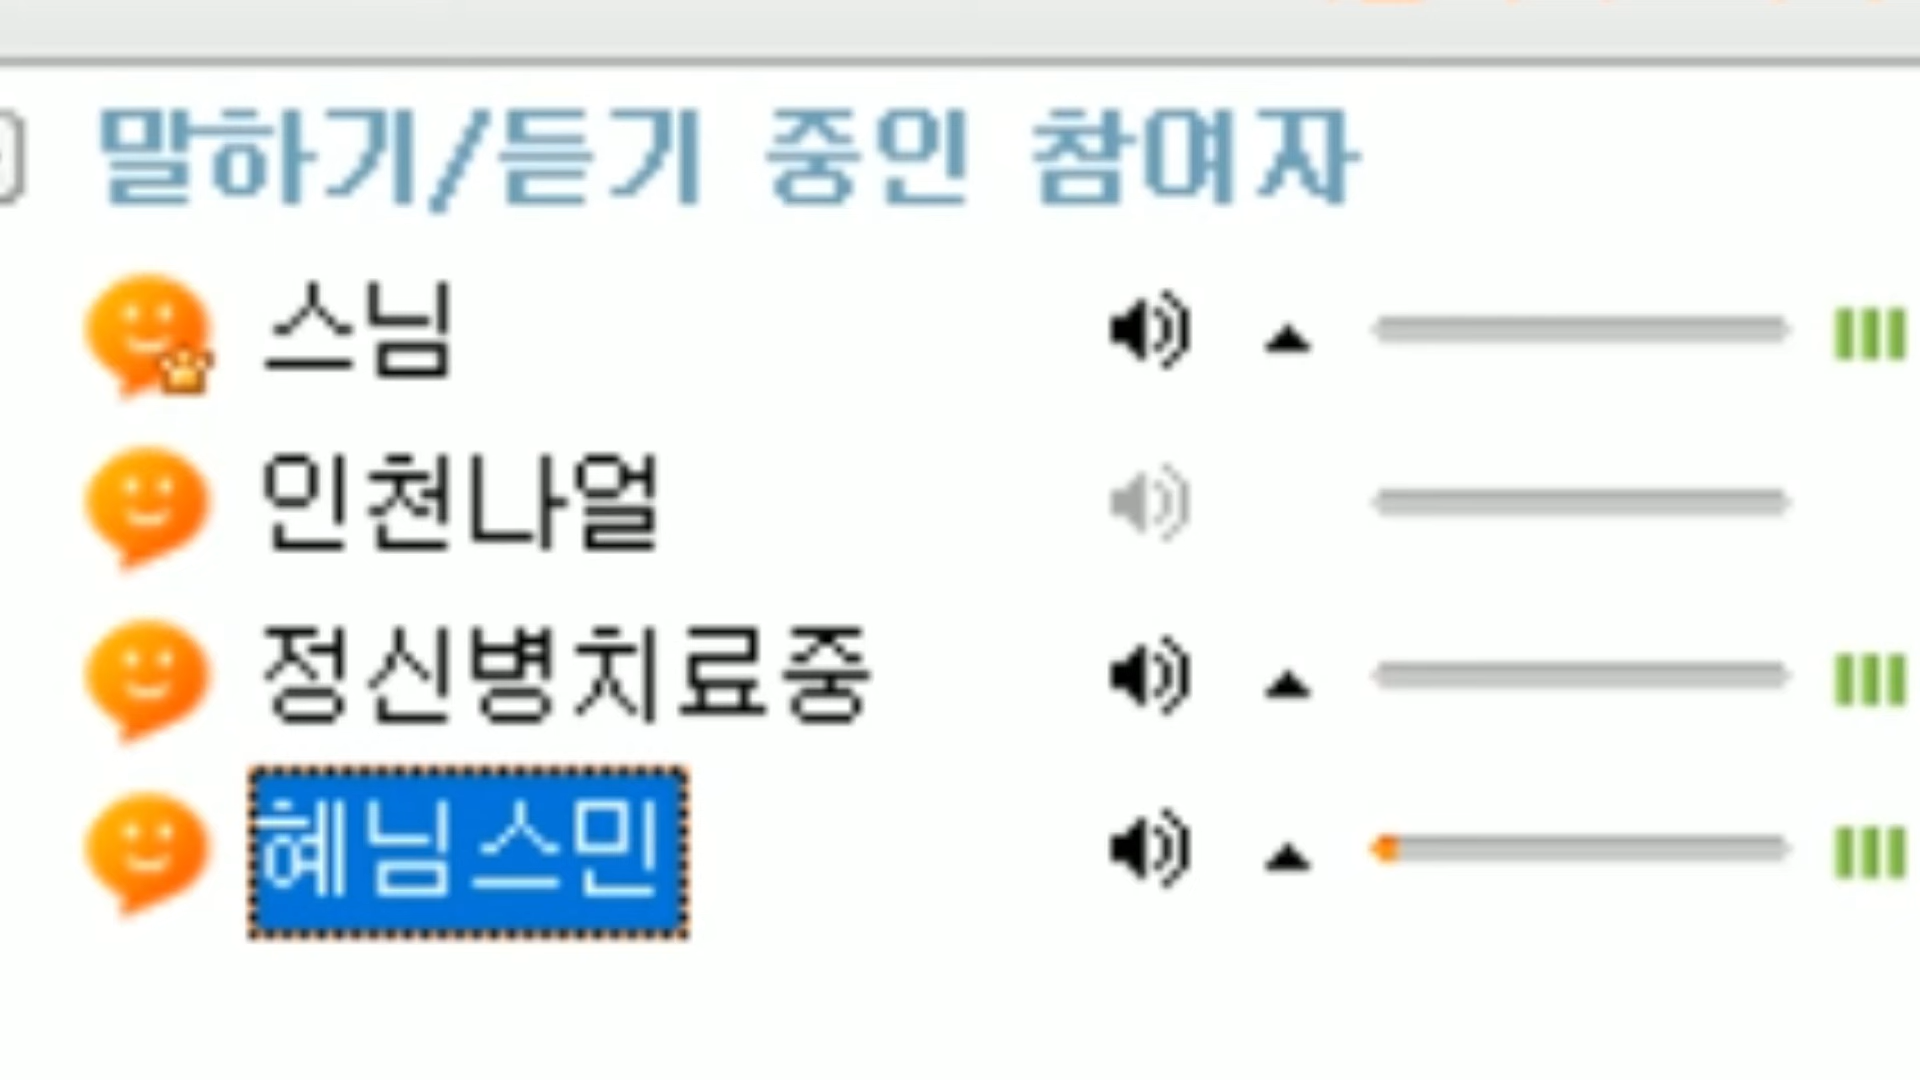 말하기/듣기 중인 참여자
스님
인천나얼
정신병치료중
혜님스민